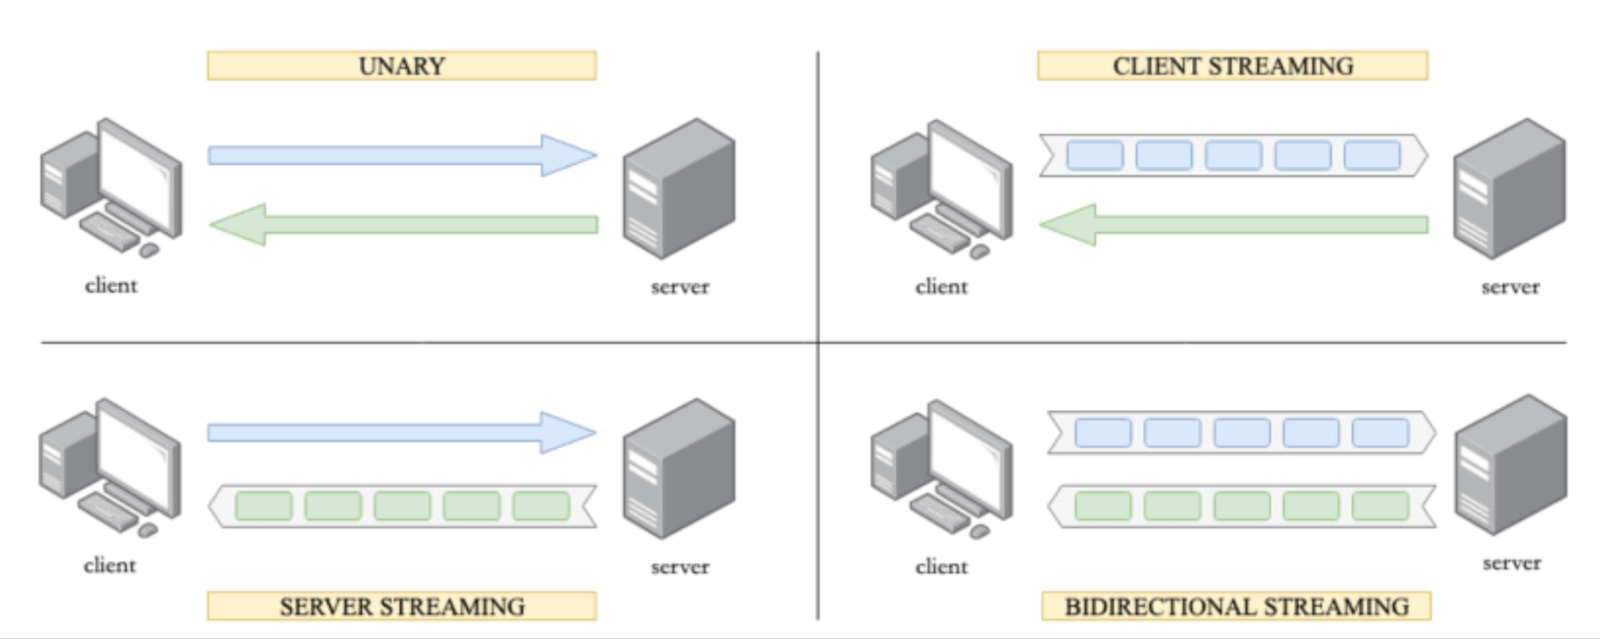 UNARY
client
server
CLIENT STREAMING
client
server
client
server
SERVER STREAMING
client
server
BIDIRECTIONAL STREAMING